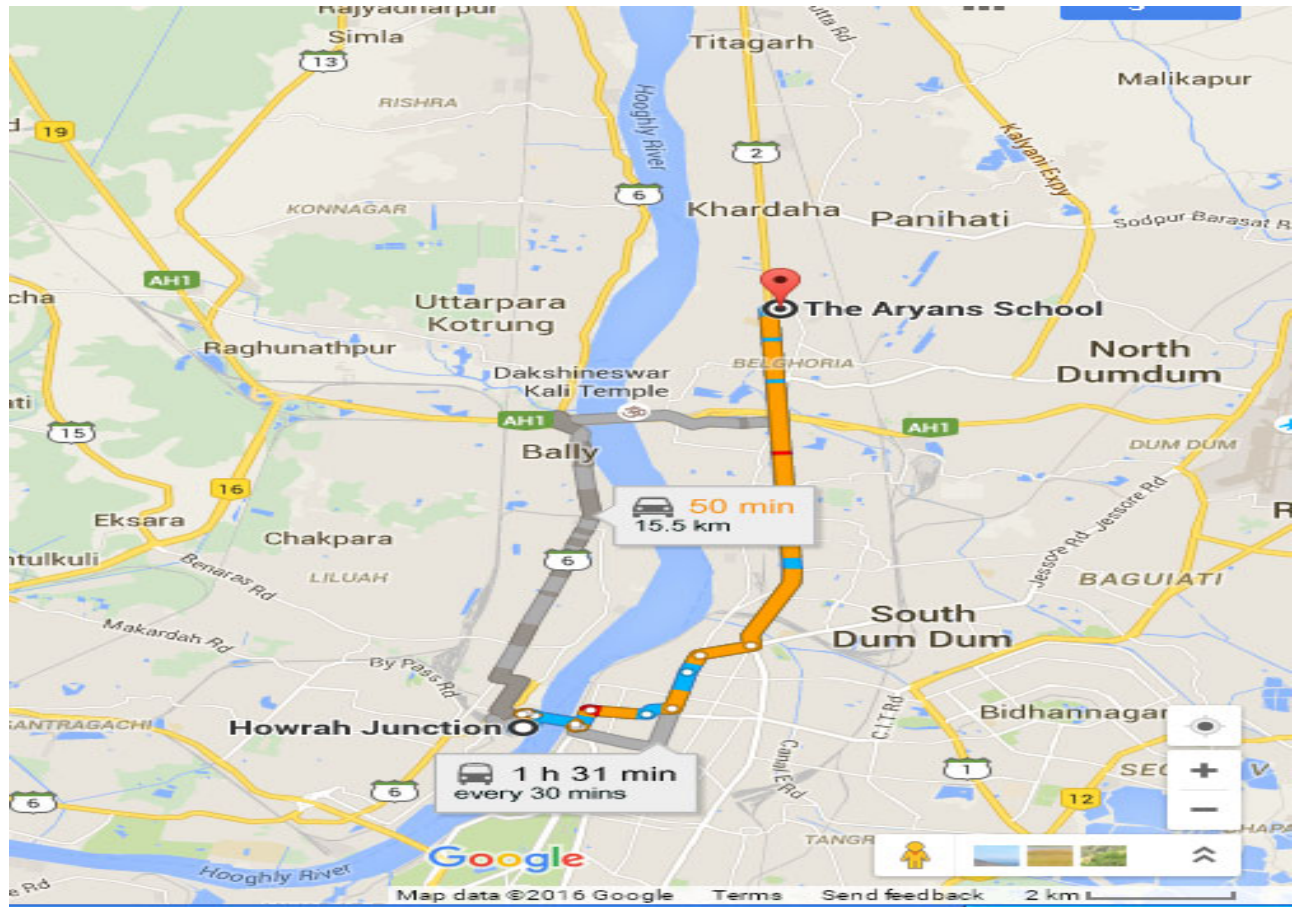 Rajyadharpur
Simla
Titagarh
13
Malikapur
RISHRA
Hooghly River
19
2
Kalyani Expy
6
KONNAGAR
Khardaha
Panihati
Sodpur Barasat R
AH1
Uttarpara
Kotrung
The Aryans School
Raghunathpur
BELGHORIA
North
Dumdum
Dakshineswar
Kali Temple
AH1
AH1
15
Bally
DUM DUM
16
50 min
15.5 km
Jessore Rd
Jessore Rd
Eksara
Chakpara
6
LILUAH
Benaras Rd
BAGUIATI
South
Dum Dum
Makardah Rd
By Pass Rd
C.I.T Rd
Howrah Junction
Bidhannagar
1 h 31 min
every 30 mins
Canal E Rd
1
6
6
12
Google
Hooghly River
Map data ©2016 Google
Terms
Send feedback
2 km